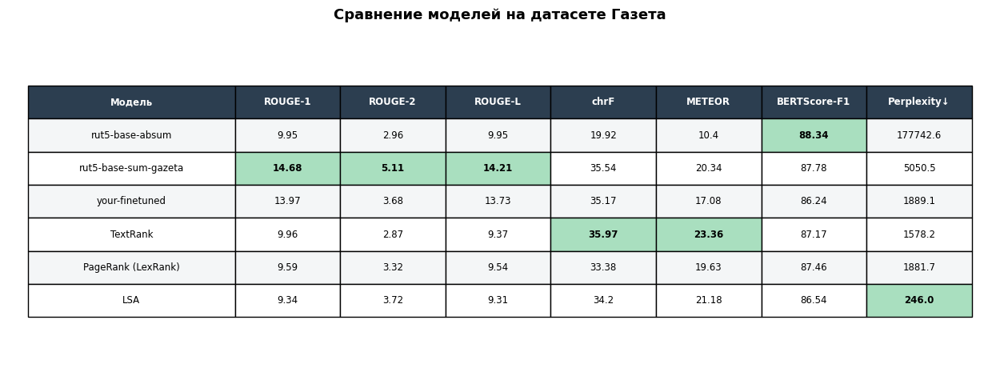 Сравнение моделей на датасете Газета
Модель ROUGE-1 ROUGE-2 ROUGE-L chrF METEOR BERTScore-F1 Perplexity↓
rut5-base-absum 9.95 2.96 9.95 19.92 10.4 88.34 177742.6
rut5-base-sum-gazeta 14.68 5.11 14.21 35.54 20.34 87.78 5050.5
your-finetuned 13.97 3.68 13.73 35.17 17.08 86.24 1889.1
TextRank 9.96 2.87 9.37 35.97 23.36 87.17 1578.2
PageRank (LexRank) 9.59 3.32 9.54 33.38 19.63 87.46 1881.7
LSA 9.34 3.72 9.31 34.2 21.18 86.54 246.0